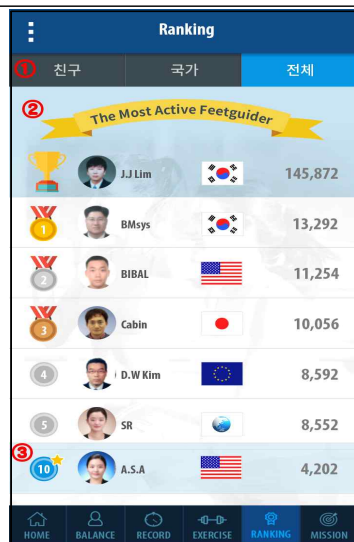 Ranking
① 친구 국가 전체
②
The Most Active Feetguider
J.J Lim 145,872
1 BMsys 13,292
2 BIBAL 11,254
3 Cabin 10,056
4 D.W Kim 8,592
5 SR 8,552
③
10 A.S.A 4,202
HOME BALANCE RECORD EXERCISE RANKING MISSION